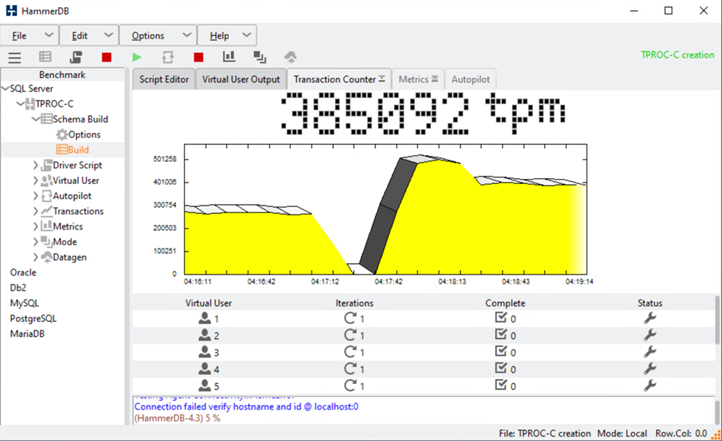 HammerDB
File Edit Options Help
TPROC-C creation
Benchmark
SQL Server
TPROC-C
Schema Build
Options
Build
Driver Script
Virtual User
Autopilot
Transactions
Metrics
Mode
Datagen
Oracle
Db2
MySQL
PostgreSQL
MariaDB
Script Editor Virtual User Output Transaction Counter Metrics Autopilot
385092 tpm
501258
401006
300754
200503
100251
0
04:16:11 04:16:42 04:17:12 04:17:42 04:18:13 04:18:43 04:19:14
Virtual User Iterations Complete Status
1 1 0
2 1 0
3 1 0
4 1 0
5 1 0
Connection failed verify hostname and id @ localhost:0
(HammerDB-4.3) 5 %
File: TPROC-C creation Mode: Local Row.Col: 0.0